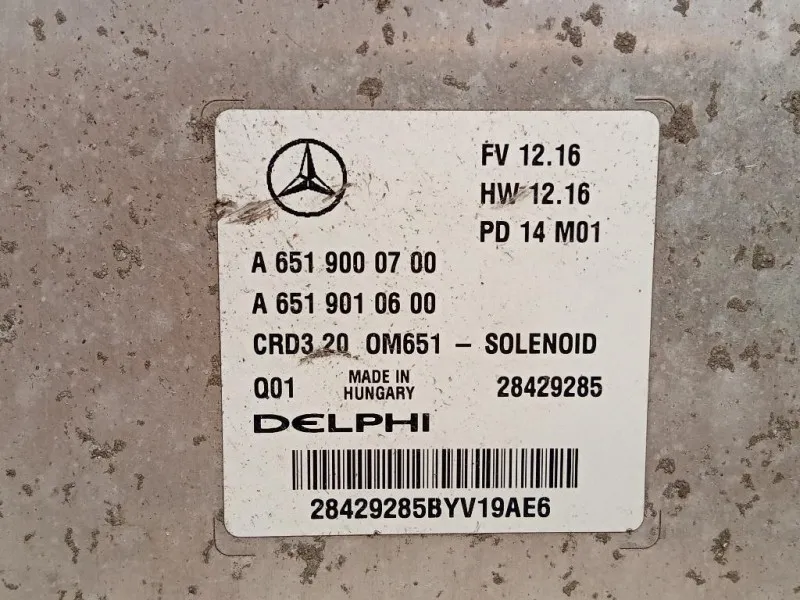 FV 12.16
HW 12.16
PD 14 M01
A 651 900 07 00
A 651 901 06 00
CRD3 20 OM651 - SOLENOID
Q01 MADE IN HUNGARY 28429285
DELPHI
28429285BYV19AE6